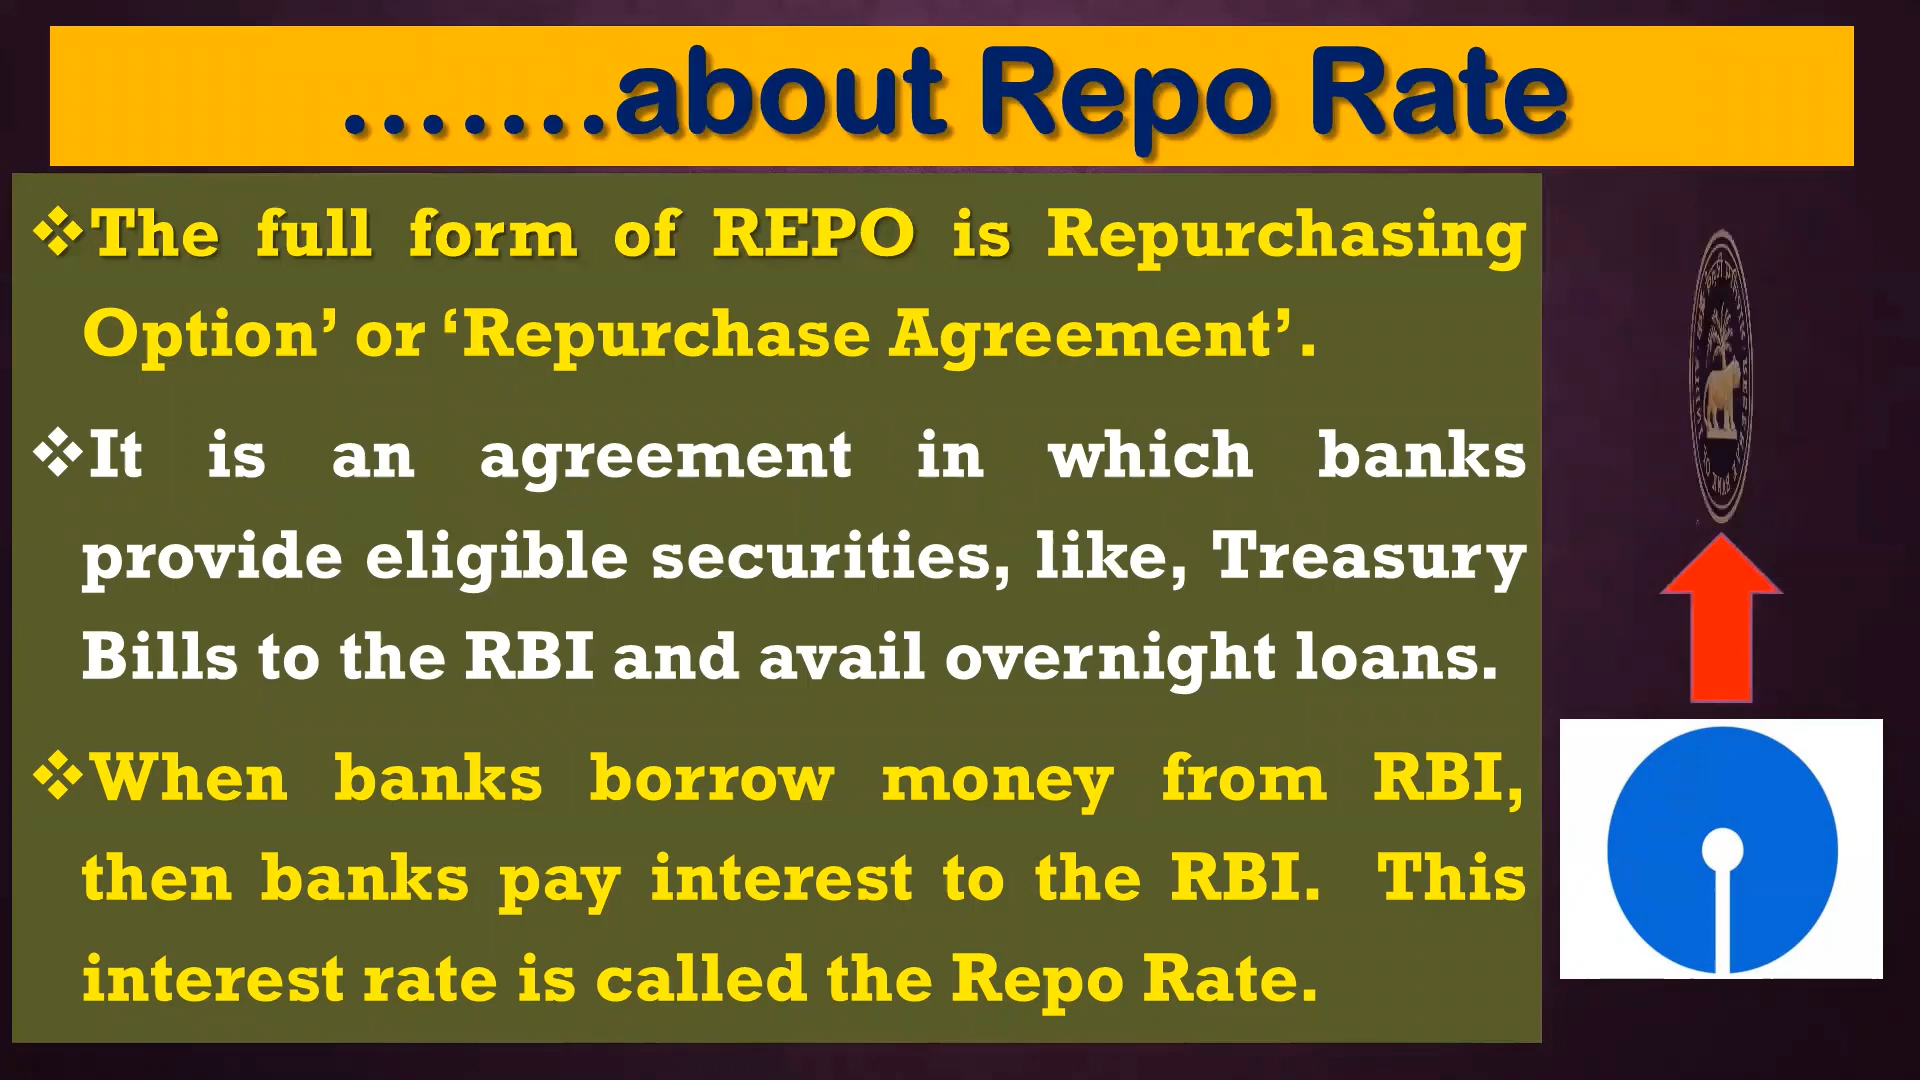 .......about Repo Rate
❖The full form of REPO is Repurchasing
Option’ or ‘Repurchase Agreement’.
❖It is an agreement in which banks
provide eligible securities, like, Treasury
Bills to the RBI and avail overnight loans.
❖When banks borrow money from RBI,
then banks pay interest to the RBI. This
interest rate is called the Repo Rate.